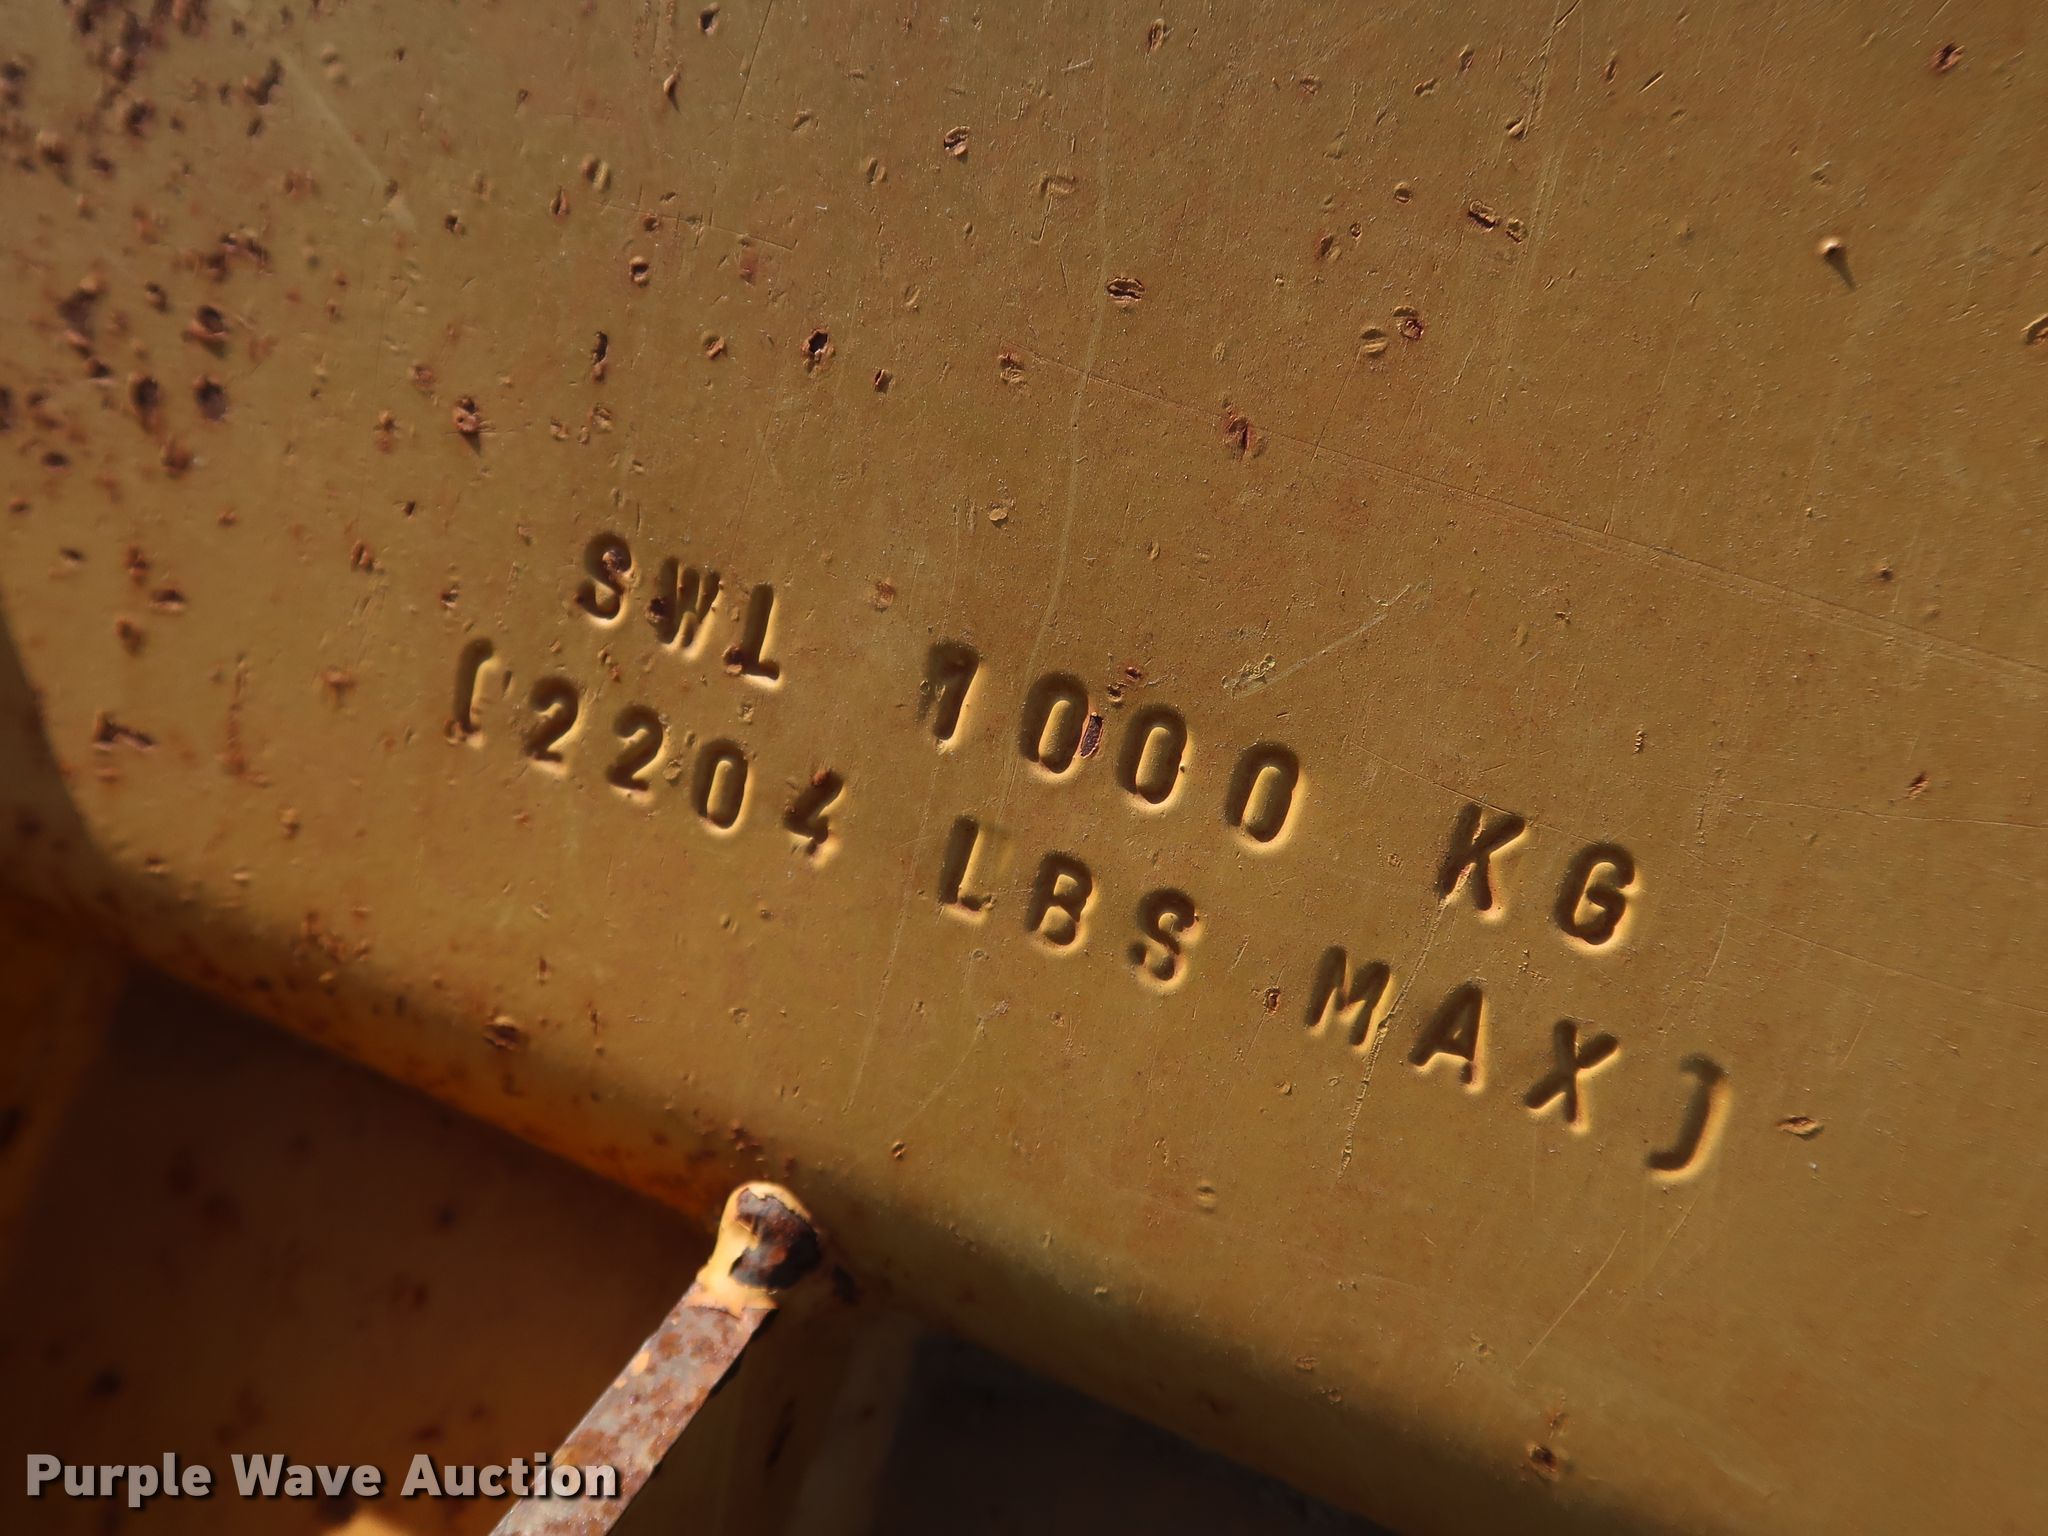 SWL 1000 KG
(2204 LBS MAX)
Purple Wave Auction